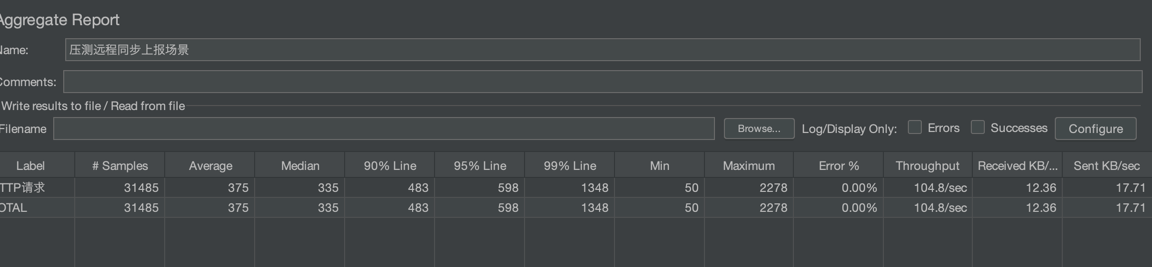 Aggregate Report
Name: 压测远程同步上报场景
Comments:
Write results to file / Read from file
Filename Browse... Log/Display Only: Errors Successes Configure
Label # Samples Average Median 90% Line 95% Line 99% Line Min Maximum Error % Throughput Received KB/... Sent KB/sec
TTP请求 31485 375 335 483 598 1348 50 2278 0.00% 104.8/sec 12.36 17.71
OTAL 31485 375 335 483 598 1348 50 2278 0.00% 104.8/sec 12.36 17.71